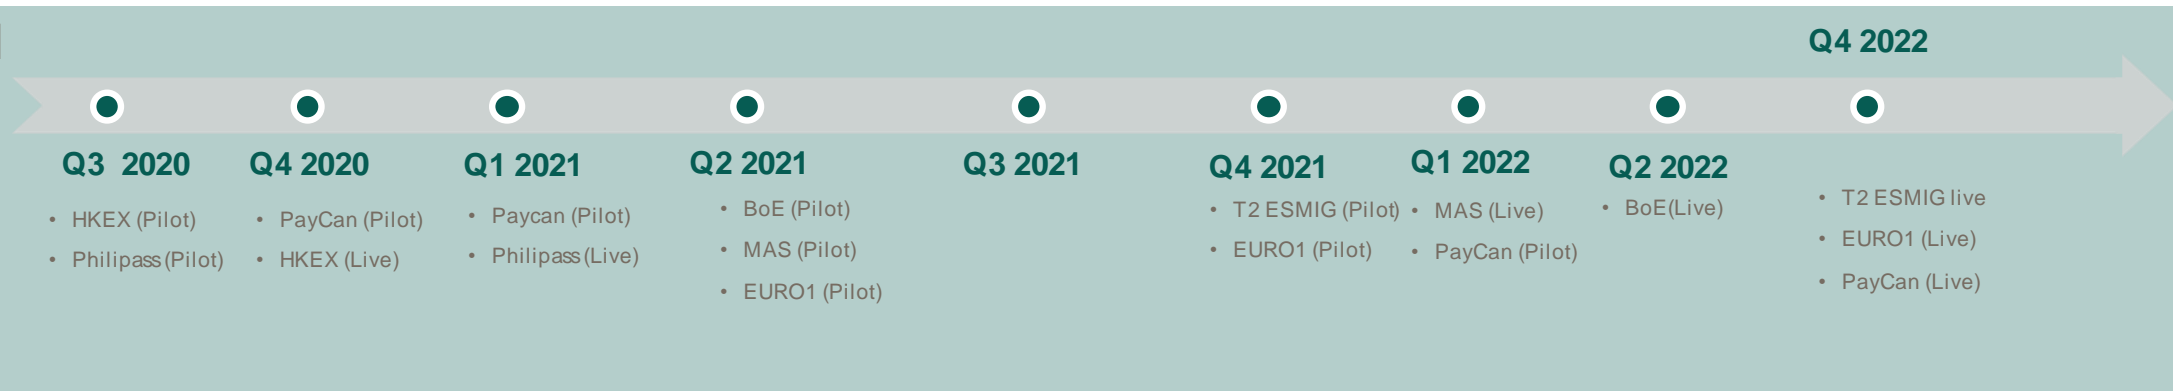 Q4 2022
Q3 2020
Q4 2020
Q1 2021
Q2 2021
Q3 2021
Q4 2021
Q1 2022
Q2 2022
• HKEX (Pilot)
• Philipass (Pilot)
• PayCan (Pilot)
• HKEX (Live)
• Paycan (Pilot)
• Philipass (Live)
• BoE (Pilot)
• MAS (Pilot)
• EURO1 (Pilot)
• T2 ESMIG (Pilot)
• EURO1 (Pilot)
• MAS (Live)
• PayCan (Pilot)
• BoE(Live)
• T2 ESMIG live
• EURO1 (Live)
• PayCan (Live)